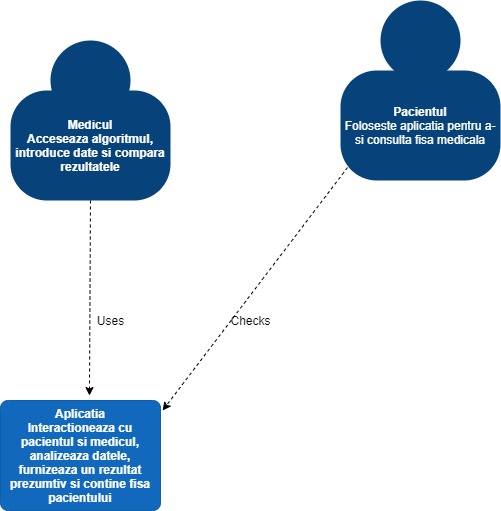 Medicul
Acceseaza algoritmul,
introduce date si compara
rezultatele
Pacientul
Foloseste aplicatia pentru a-
si consulta fisa medicala
Uses
Checks
Aplicatia
Interactioneaza cu
pacientul si medicul,
analizeaza datele,
furnizeaza un rezultat
prezumtiv si contine fisa
pacientului